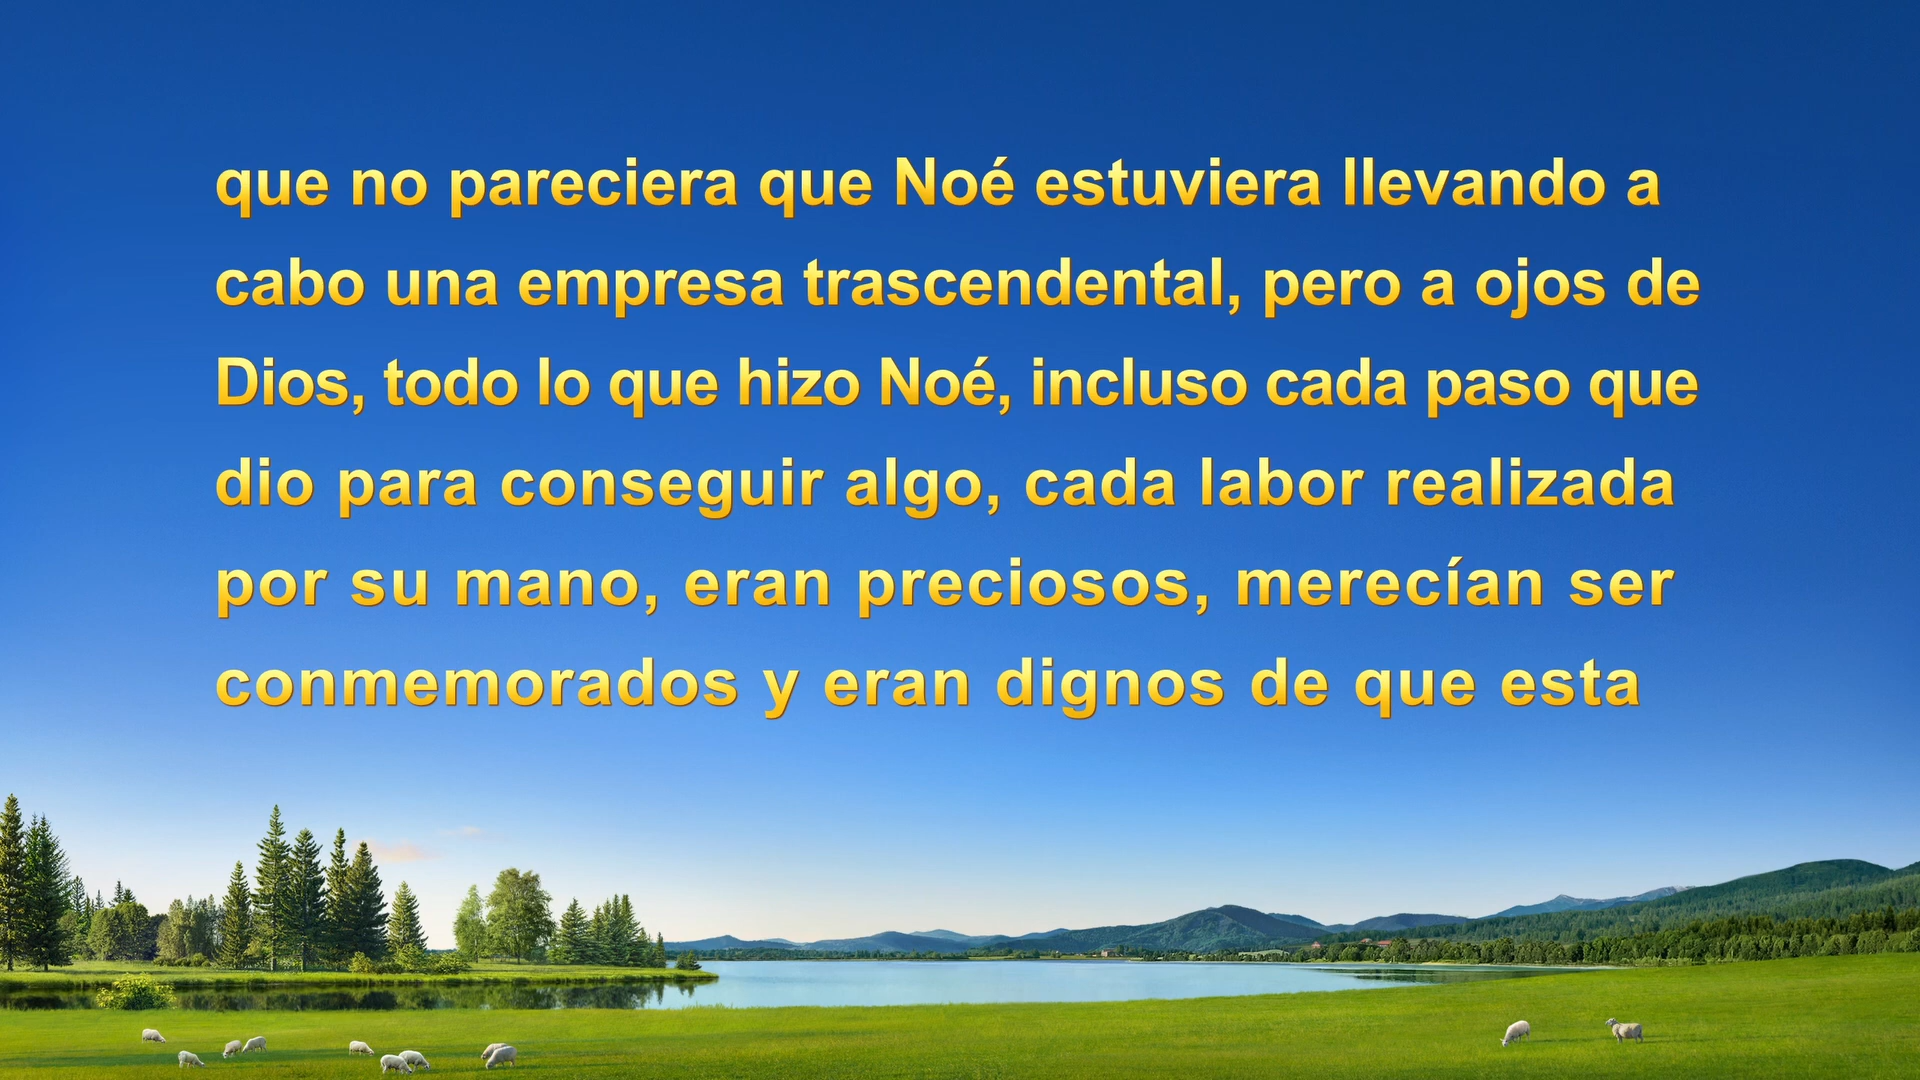 que no pareciera que Noé estuviera llevando a
cabo una empresa trascendental, pero a ojos de
Dios, todo lo que hizo Noé, incluso cada paso que
dio para conseguir algo, cada labor realizada
por su mano, eran preciosos, merecían ser
conmemorados y eran dignos de que esta